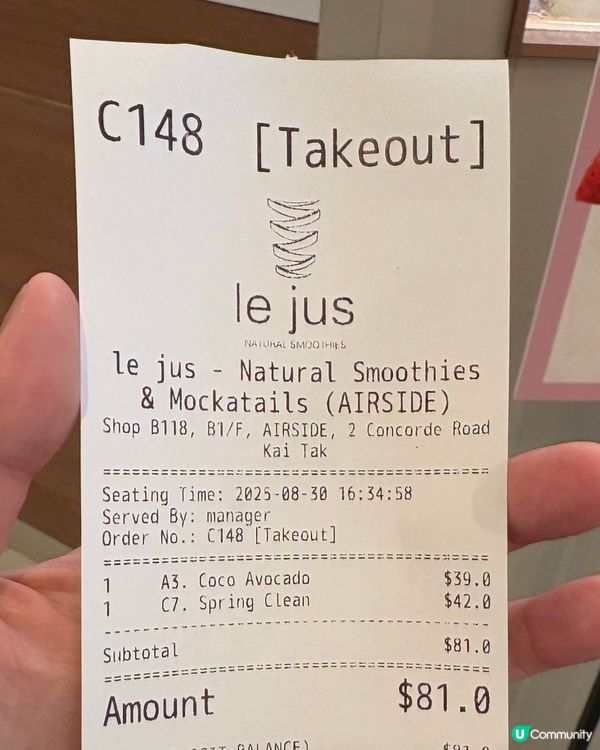 C148 [Takeout]
le jus
NATURAL SMOOTHIES
le jus - Natural Smoothies
& Mockatails (AIRSIDE)
Shop B118, B1/F, AIRSIDE, 2 Concorde Road
Kai Tak
Seating Time: 2025-08-30 16:34:58
Served By: manager
Order No.: C148 [Takeout]
1 A3. Coco Avocado $39.0
1 C7. Spring Clean $42.0
Subtotal $81.0
Amount $81.0
BALANCE)
U Community